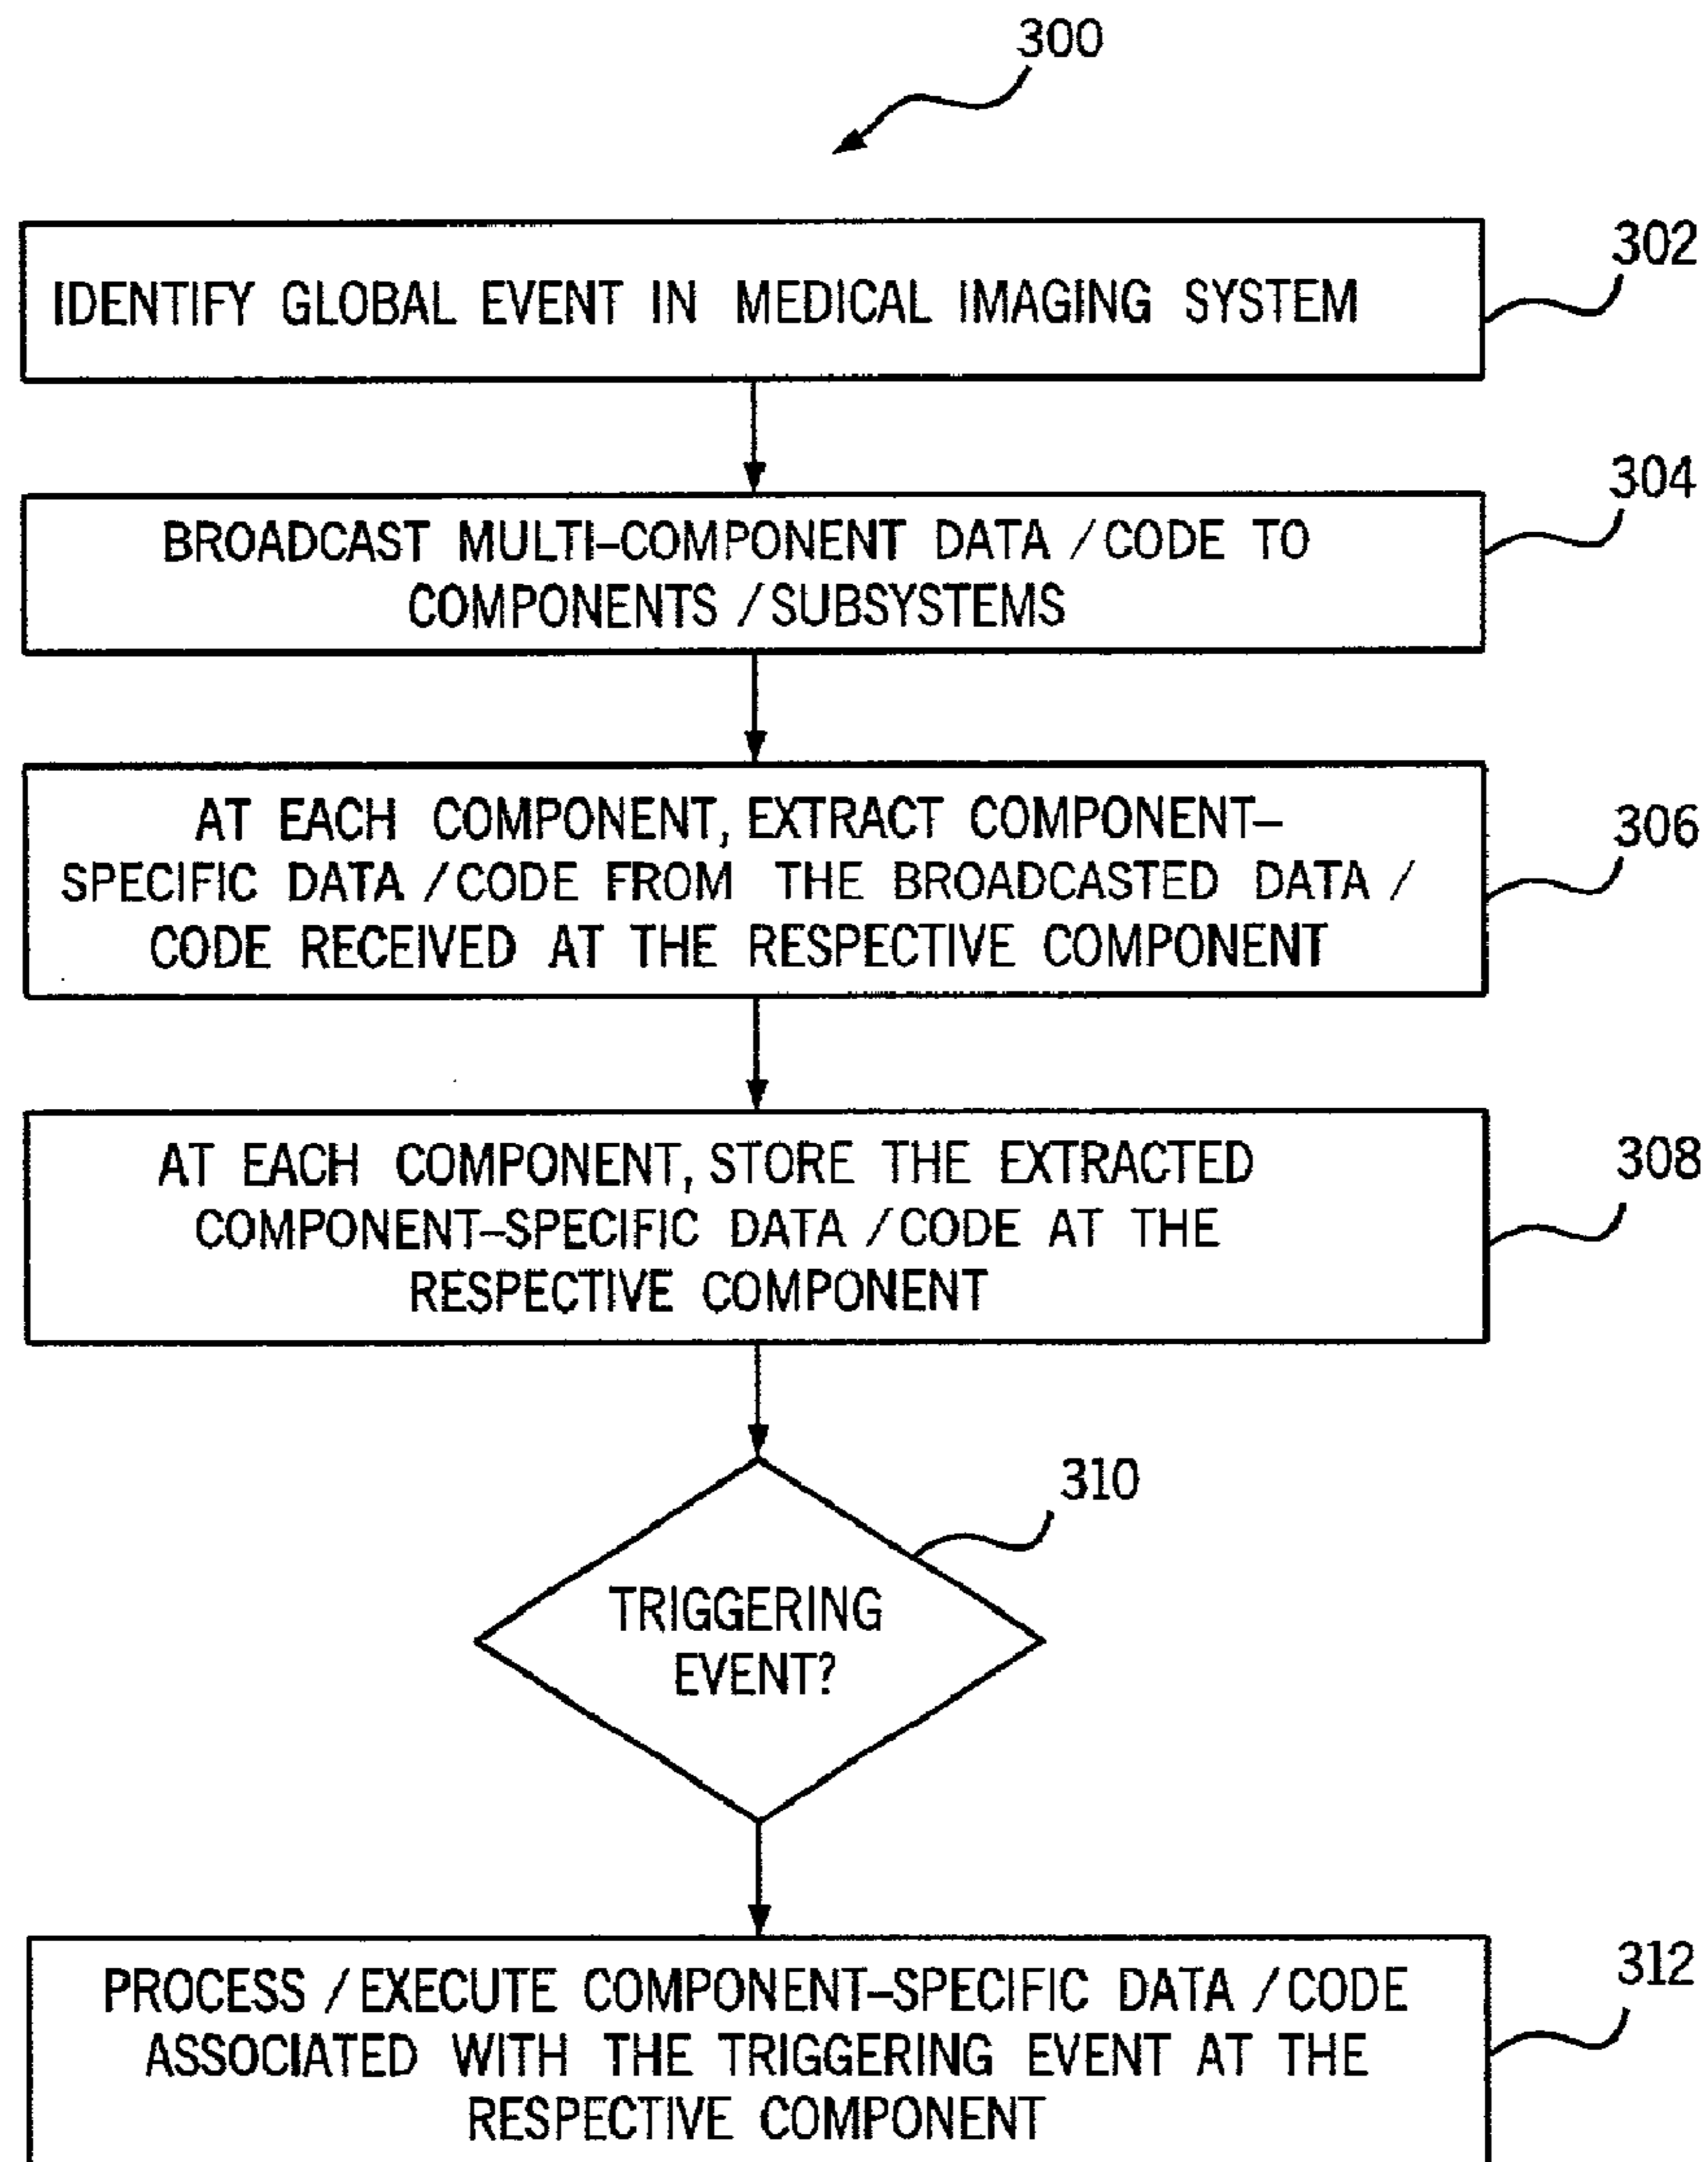 300
IDENTIFY GLOBAL EVENT IN MEDICAL IMAGING SYSTEM
302
BROADCAST MULTI-COMPONENT DATA /CODE TO
COMPONENTS /SUBSYSTEMS
304
AT EACH COMPONENT, EXTRACT COMPONENT-
SPECIFIC DATA /CODE FROM THE BROADCASTED DATA /
CODE RECEIVED AT THE RESPECTIVE COMPONENT
306
AT EACH COMPONENT, STORE THE EXTRACTED
COMPONENT-SPECIFIC DATA /CODE AT THE
RESPECTIVE COMPONENT
308
TRIGGERING
EVENT?
310
PROCESS /EXECUTE COMPONENT-SPECIFIC DATA /CODE
ASSOCIATED WITH THE TRIGGERING EVENT AT THE
RESPECTIVE COMPONENT
312